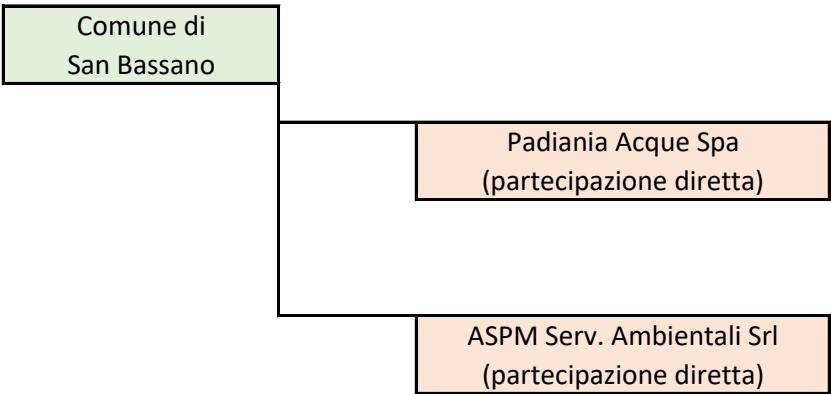 Comune di
San Bassano
Padiania Acque Spa
(partecipazione diretta)
ASPM Serv. Ambientali Srl
(partecipazione diretta)